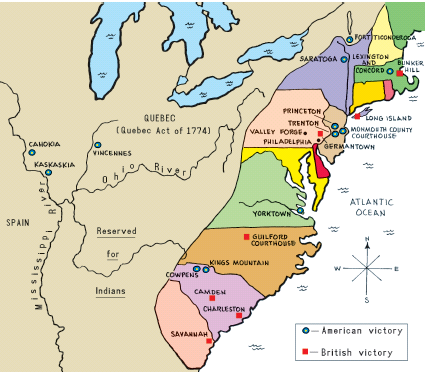 FORT TICONDEROGA
SARATOGA
LEXINGTON
AND
CONCORD
BUNKER
HILL
PRINCETON
TRENTON
VALLEY FORGE
PHILADELPHIA
LONG ISLAND
MONMOUTH COUNTY
COURTHOUSE
GERMANTOWN
QUEBEC
(Quebec Act of 1774)
CAHOKIA
KASKASKIA
VINCENNES
Ohio River
Mississippi River
SPAIN
Reserved
for
Indians
YORKTOWN
ATLANTIC
OCEAN
GUILFORD
COURTHOUSE
KINGS MOUNTAIN
COWPENS
CAMDEN
CHARLESTON
SAVANNAH
N
W
E
S
— American victory
— British victory